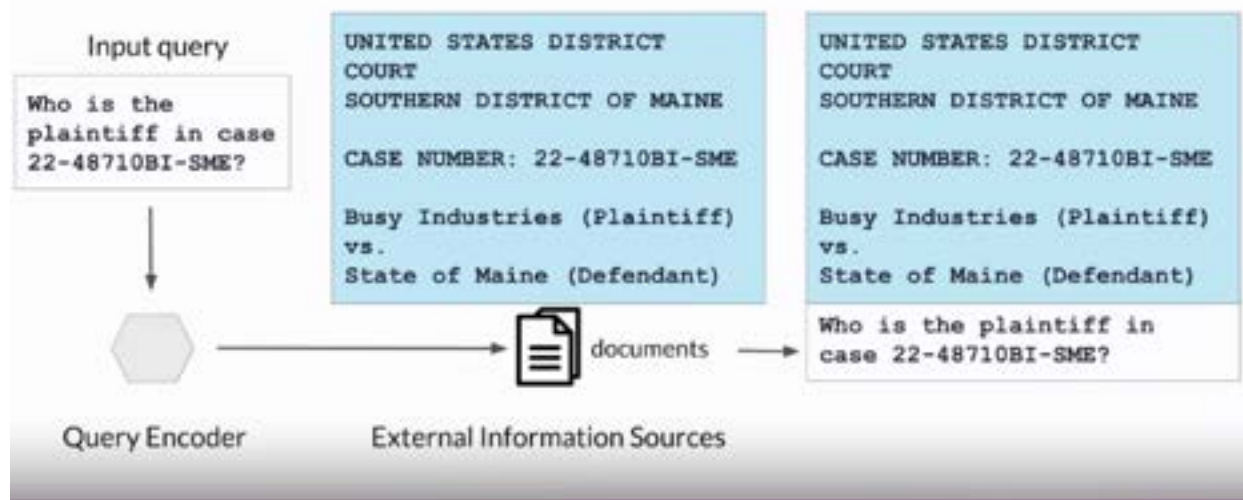 Input query
Who is the
plaintiff in case
22-48710BI-SME?
Query Encoder
UNITED STATES DISTRICT
COURT
SOUTHERN DISTRICT OF MAINE
CASE NUMBER: 22-48710BI-SME
Busy Industries (Plaintiff)
vs.
State of Maine (Defendant)
documents
External Information Sources
UNITED STATES DISTRICT
COURT
SOUTHERN DISTRICT OF MAINE
CASE NUMBER: 22-48710BI-SME
Busy Industries (Plaintiff)
vs.
State of Maine (Defendant)
Who is the plaintiff in
case 22-48710BI-SME?